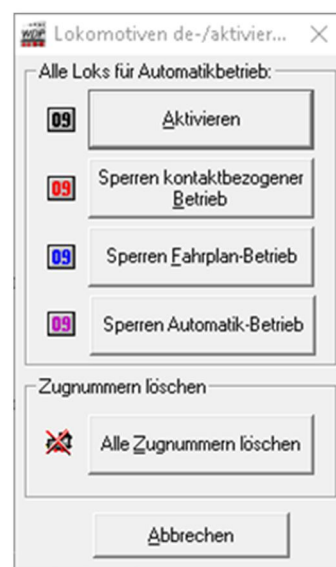 WDP Lokomotiven de-/aktivier...
Alle Loks für Automatikbetrieb:
09 Aktivieren
09 Sperren kontaktbezogener
Betrieb
09 Sperren Fahrplan-Betrieb
09 Sperren Automatik-Betrieb
Zugnummern löschen
Alle Zugnummern löschen
Abbrechen